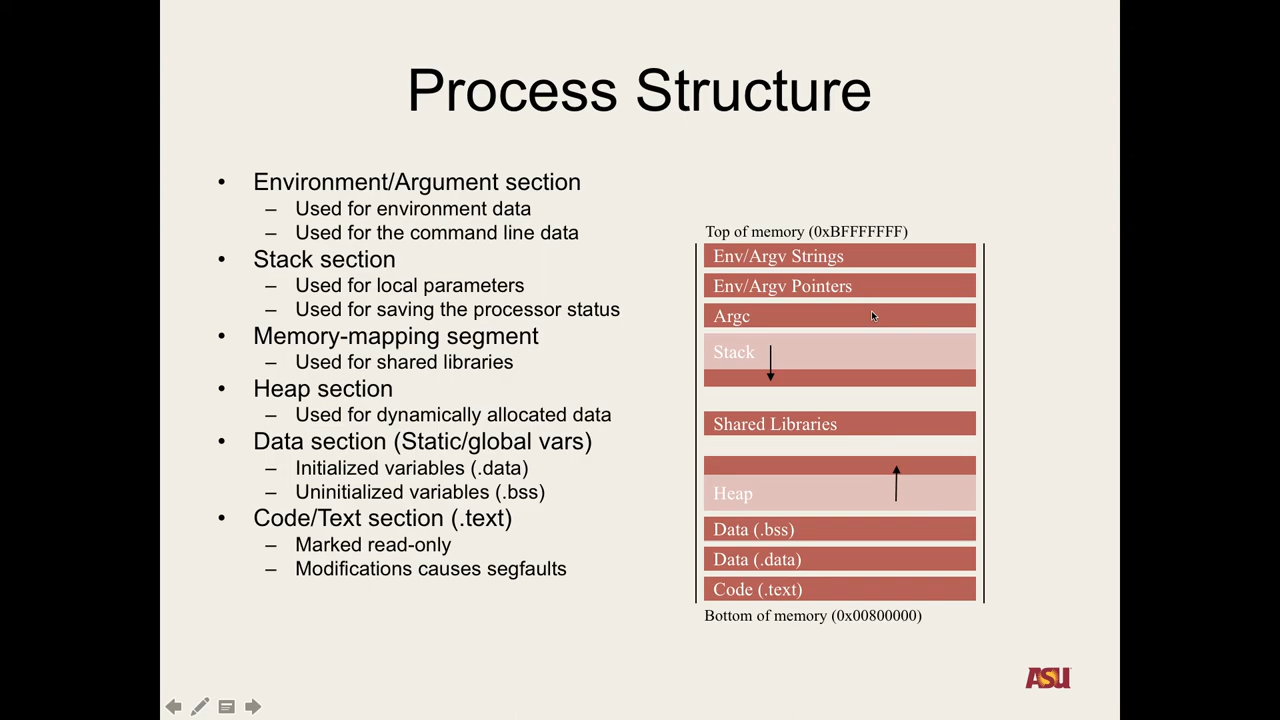 Process Structure
• Environment/Argument section
– Used for environment data
– Used for the command line data
• Stack section
– Used for local parameters
– Used for saving the processor status
• Memory-mapping segment
– Used for shared libraries
• Heap section
– Used for dynamically allocated data
• Data section (Static/global vars)
– Initialized variables (.data)
– Uninitialized variables (.bss)
• Code/Text section (.text)
– Marked read-only
– Modifications causes segfaults
Top of memory (0xBFFFFFFF)
Env/Argv Strings
Env/Argv Pointers
Argc
Stack
Shared Libraries
Heap
Data (.bss)
Data (.data)
Code (.text)
Bottom of memory (0x00800000)
ASU